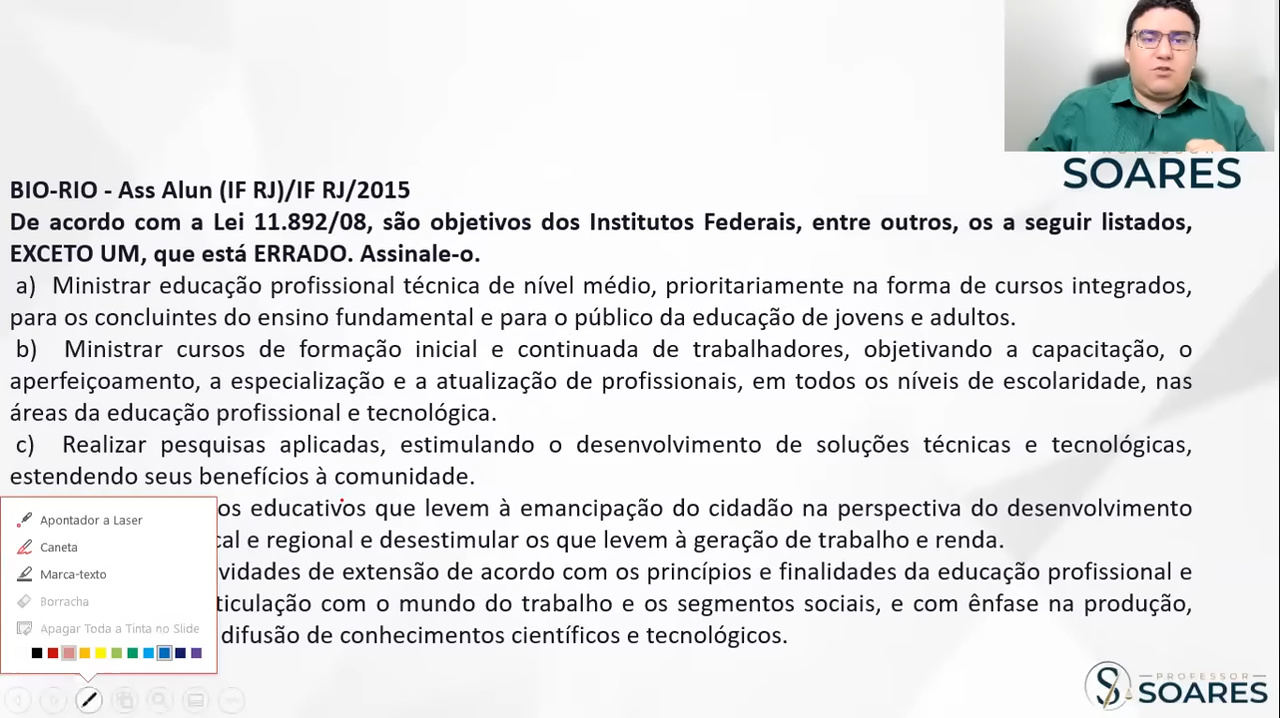 SOARES
BIO-RIO - Ass Alun (IF RJ)/IF RJ/2015
De acordo com a Lei 11.892/08, são objetivos dos Institutos Federais, entre outros, os a seguir listados,
EXCETO UM, que está ERRADO. Assinale-o.
a) Ministrar educação profissional técnica de nível médio, prioritariamente na forma de cursos integrados,
para os concluintes do ensino fundamental e para o público da educação de jovens e adultos.
b) Ministrar cursos de formação inicial e continuada de trabalhadores, objetivando a capacitação, o
aperfeiçoamento, a especialização e a atualização de profissionais, em todos os níveis de escolaridade, nas
áreas da educação profissional e tecnológica.
c) Realizar pesquisas aplicadas, estimulando o desenvolvimento de soluções técnicas e tecnológicas,
estendendo seus benefícios à comunidade.
os educativos que levem à emancipação do cidadão na perspectiva do desenvolvimento
cal e regional e desestimular os que levem à geração de trabalho e renda.
vidades de extensão de acordo com os princípios e finalidades da educação profissional e
ticulação com o mundo do trabalho e os segmentos sociais, e com ênfase na produção,
difusão de conhecimentos científicos e tecnológicos.
Apontador a Laser
Caneta
Marca-texto
Borracha
Apagar Toda a Tinta no Slide
PROFESSOR
SOARES